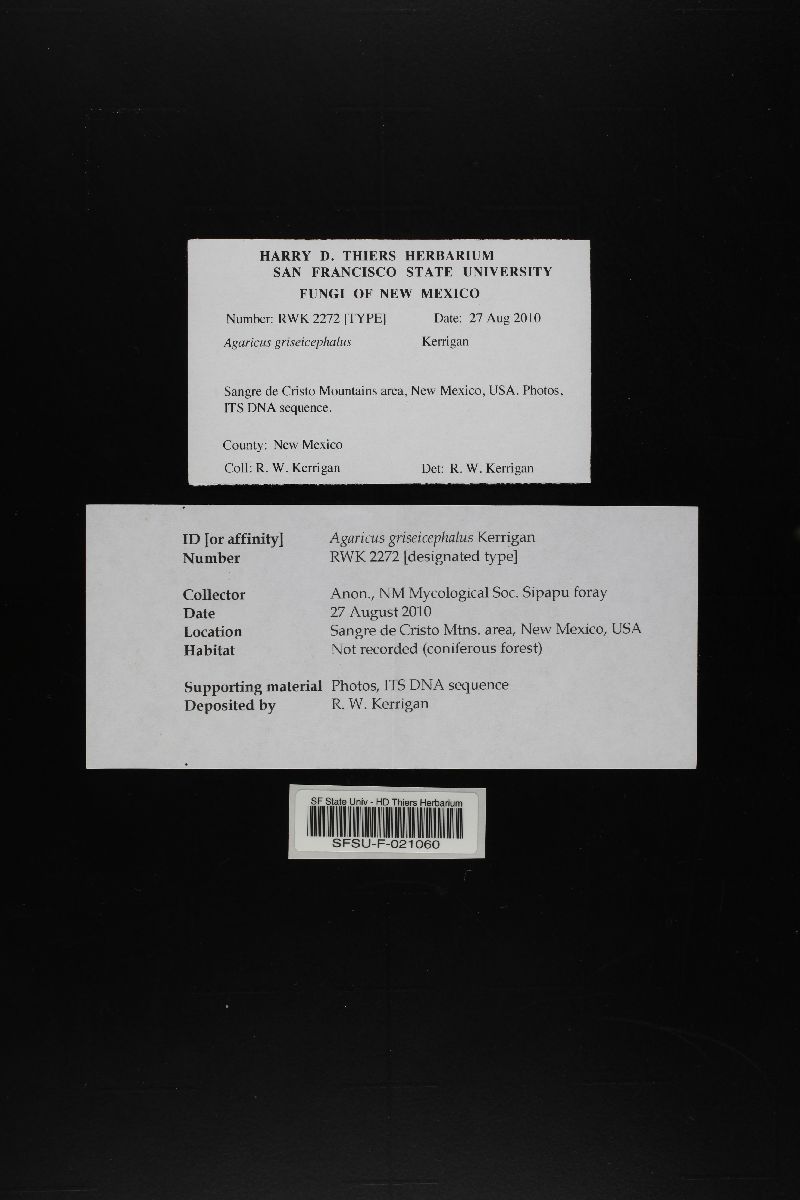 HARRY D. THIERS HERBARIUM
SAN FRANCISCO STATE UNIVERSITY
FUNGI OF NEW MEXICO
Number: RWK 2272 [TYPE] Date: 27 Aug 2010
Agaricus griseicephalus Kerrigan
Sangre de Cristo Mountains area, New Mexico, USA. Photos,
ITS DNA sequence.
County: New Mexico
Coll: R. W. Kerrigan Det: R. W. Kerrigan
ID [or affinity] Agaricus griseicephalus Kerrigan
Number RWK 2272 [designated type]
Collector Anon., NM Mycological Soc. Sipapu foray
Date 27 August 2010
Location Sangre de Cristo Mtns. area, New Mexico, USA
Habitat Not recorded (coniferous forest)
Supporting material Photos, ITS DNA sequence
Deposited by R. W. Kerrigan
SF State Univ - HD Thiers Herbarium
SFSU-F-021060